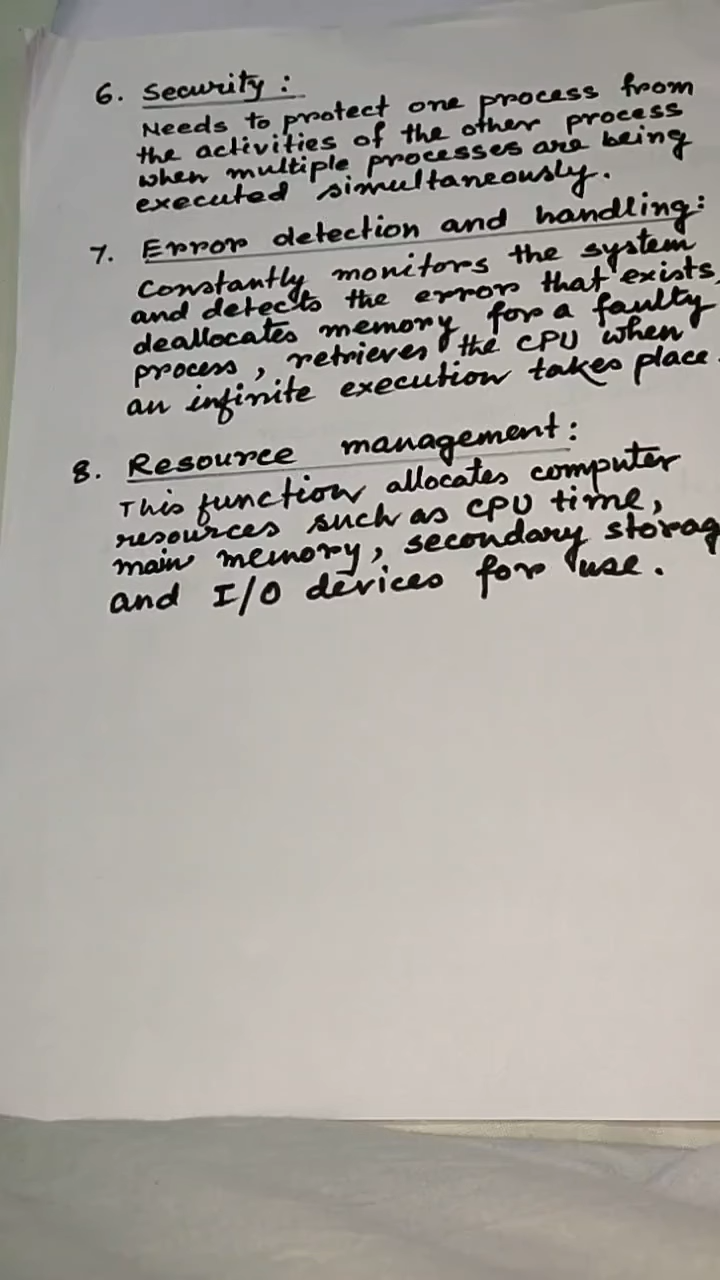 6. Security :
Needs to protect one process from
the activities of the other process
when multiple processes are being
executed simultaneously.
7. Error detection and handling:
Constantly monitors the system
and detects the error that exists,
deallocates memory for a faulty
process, retrieves the CPU when
an infinite execution takes place.
8. Resource management:
This function allocates computer
resources such as CPU time,
main memory, secondary storag
and I/O devices for use.